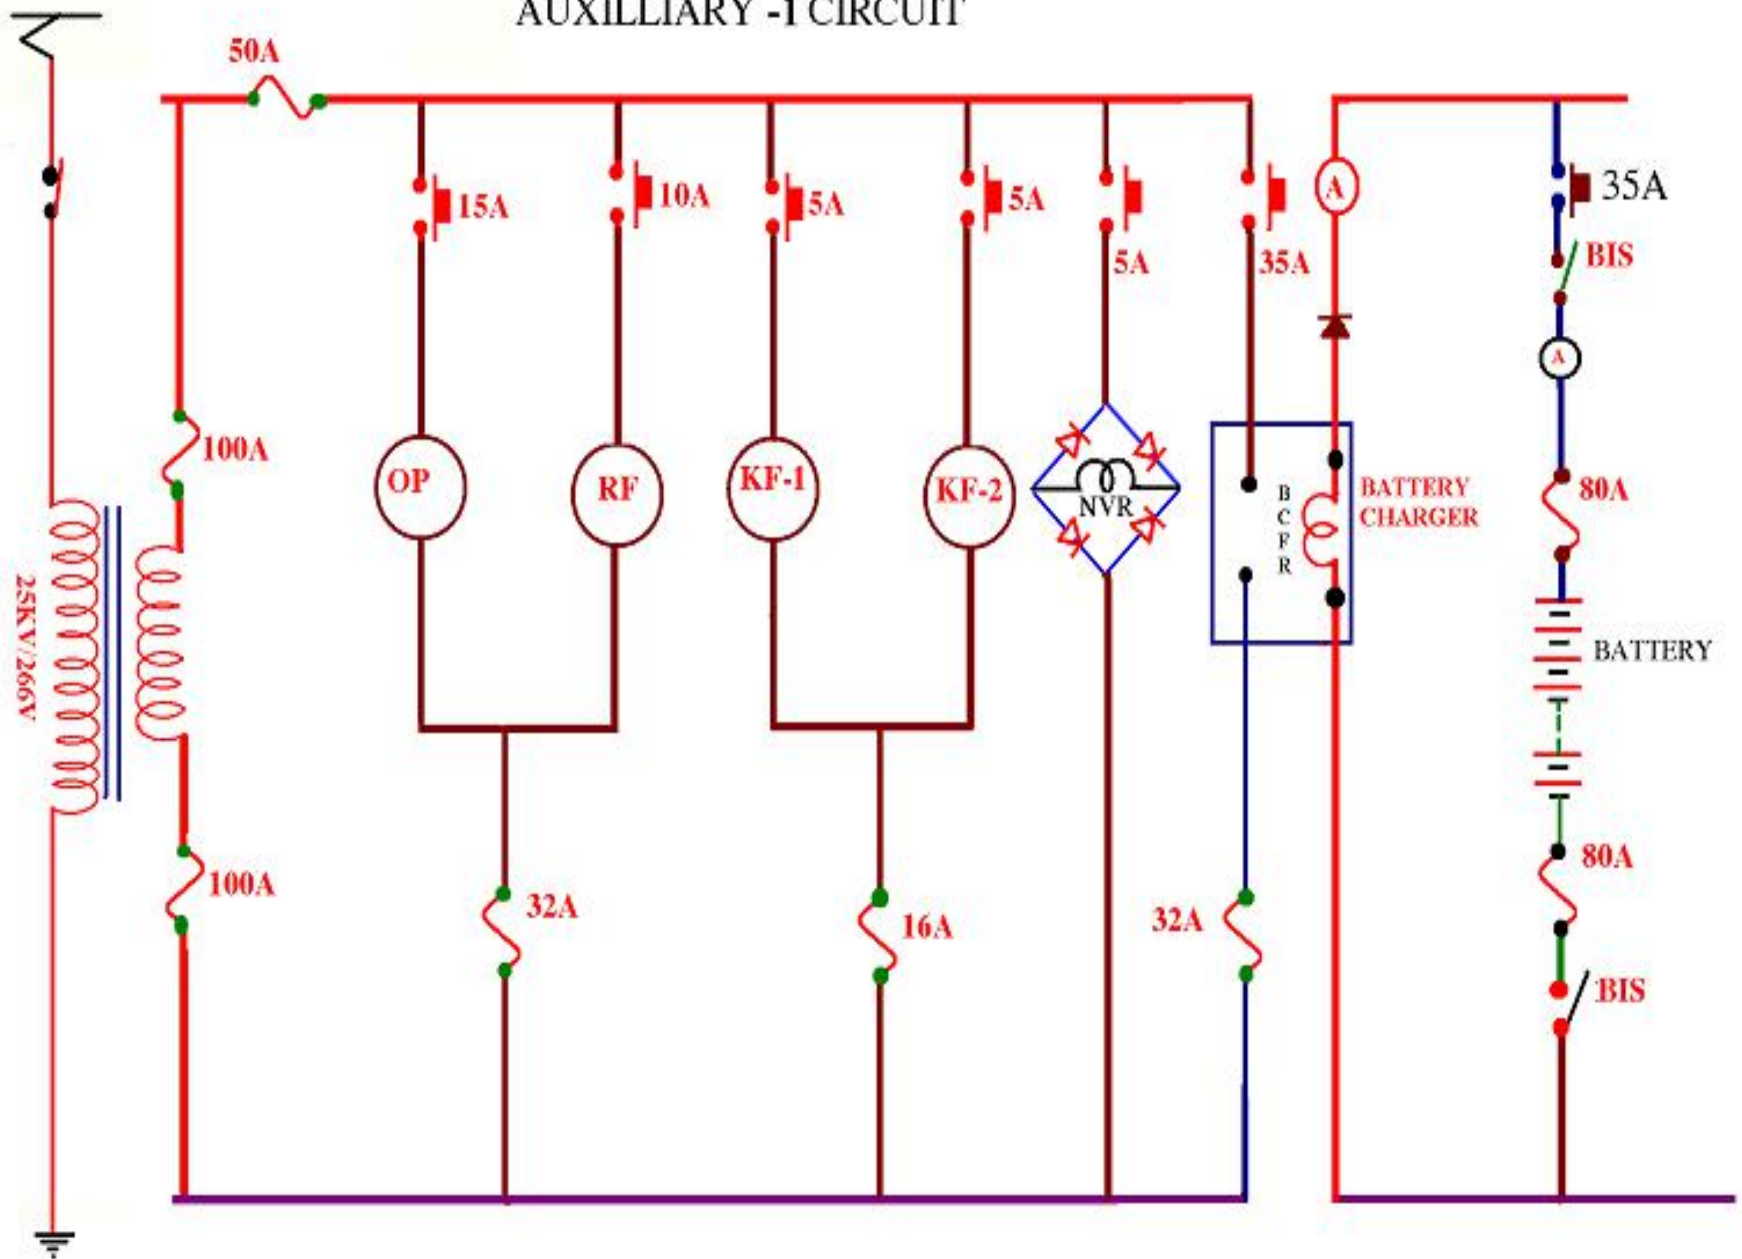 AUXILLIARY -1 CIRCUIT
50A
15A
10A
5A
5A
5A
35A
A
35A
BIS
A
100A
OP
RF
KF-1
KF-2
NVR
B
C
F
R
BATTERY
CHARGER
80A
25KV/266V
BATTERY
100A
32A
16A
32A
80A
BIS